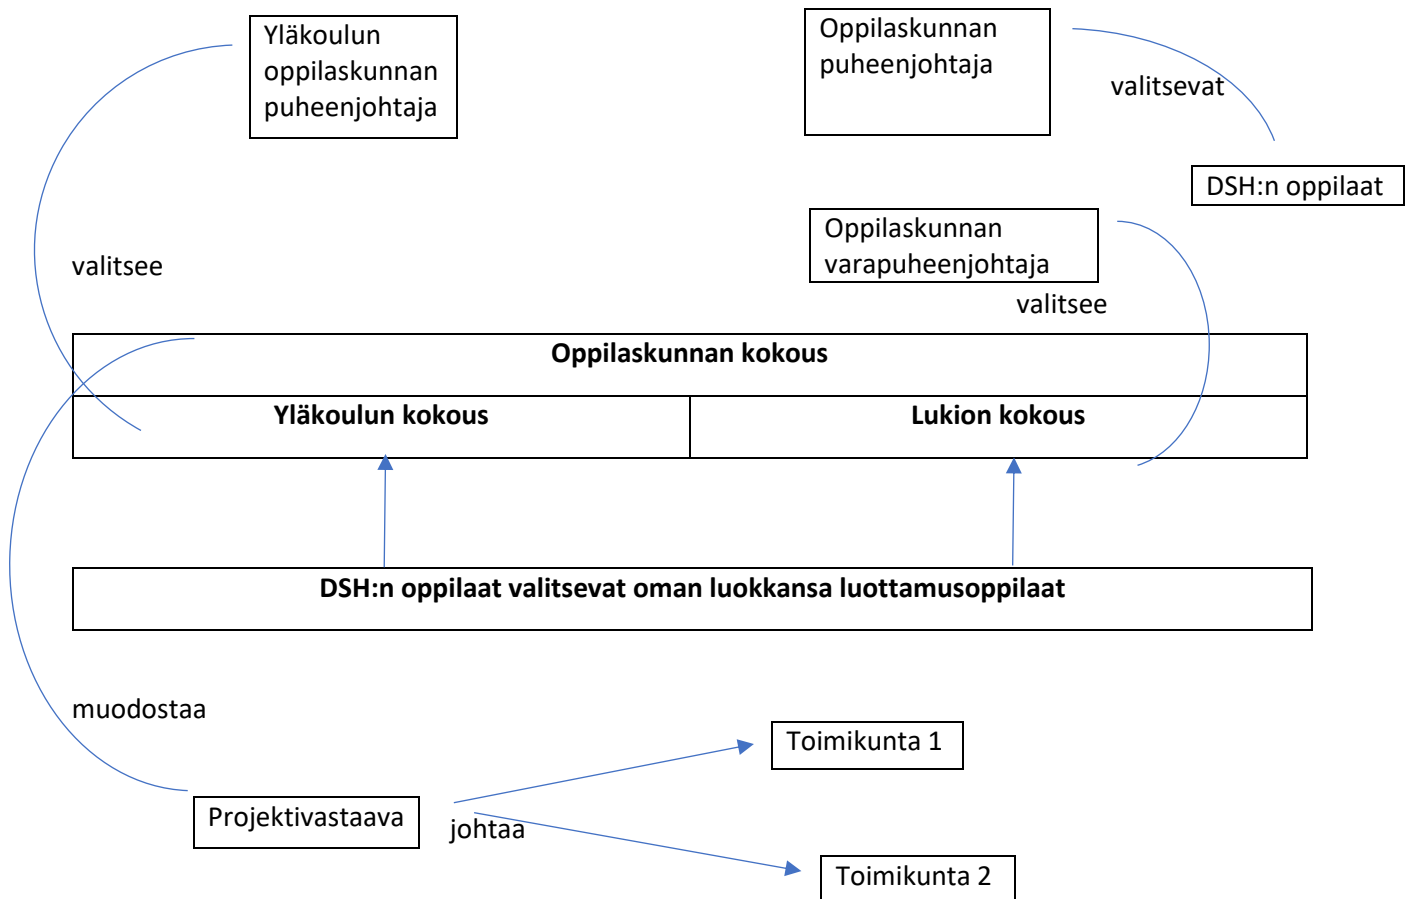 Yläkoulun
oppilaskunnan
puheenjohtaja
Oppilaskunnan
puheenjohtaja
valitsevat
DSH:n oppilaat
Oppilaskunnan
varapuheenjohtaja
valitsee
valitsee
Oppilaskunnan kokous
Yläkoulun kokous
Lukion kokous
DSH:n oppilaat valitsevat oman luokkansa luottamusoppilaat
muodostaa
Toimikunta 1
Projektivastaava
johtaa
Toimikunta 2